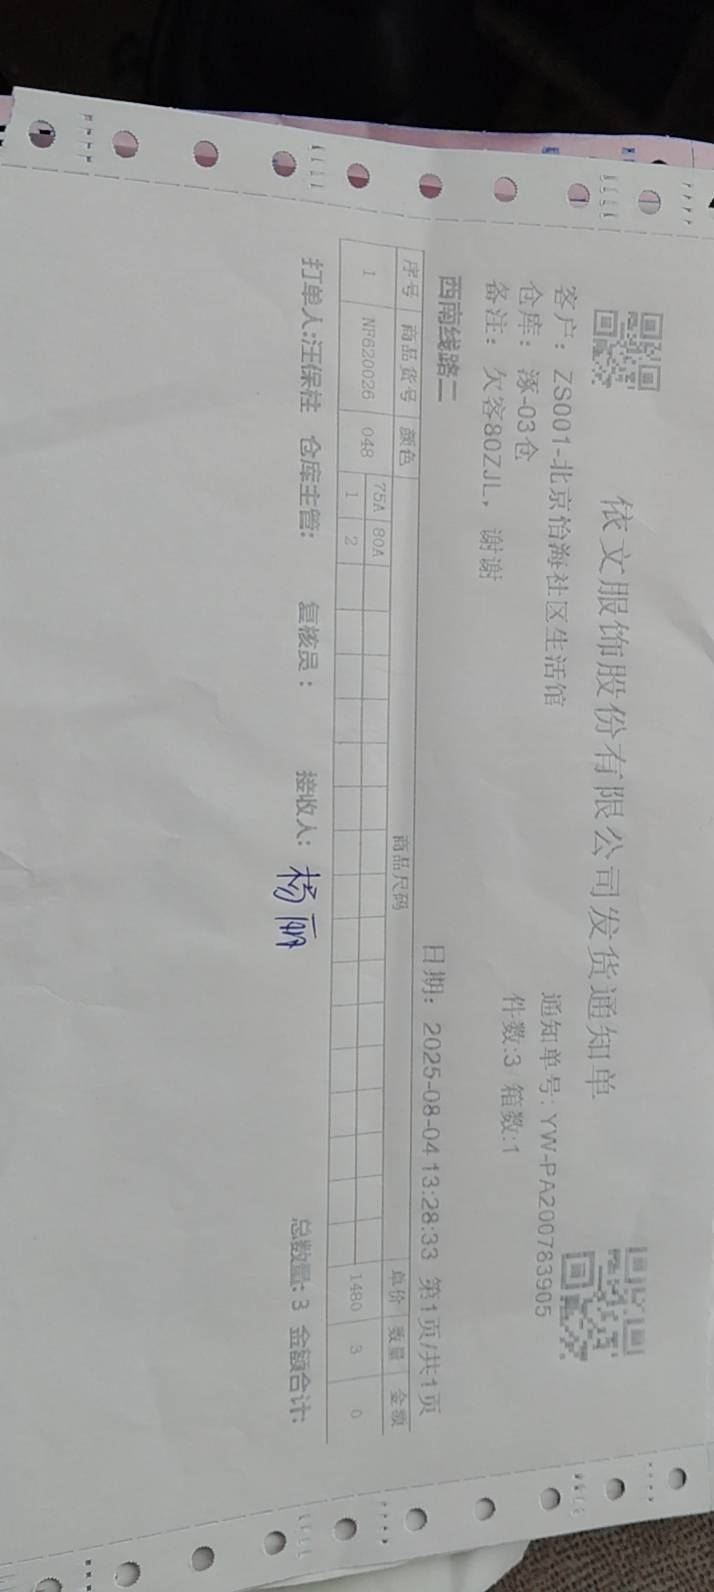 依文服饰股份有限公司发货通知单
客户：ZS001-北京怡海社区生活馆 通知单号: YW-PA200783905
仓库：涿-03仓 件数:3 箱数:1
备注：欠客80ZJL，谢谢
西南线路二 日期：2025-08-04 13:28:33 第1页/共1页
序号 商品货号 颜色 商品尺码 单价 数量 金额
75A 80A
1 NF620026 048 1 2 1480 3 0
打单人:汪保柱 仓库主管: 复核员： 接收人: 杨丽 总数量: 3 金额合计: